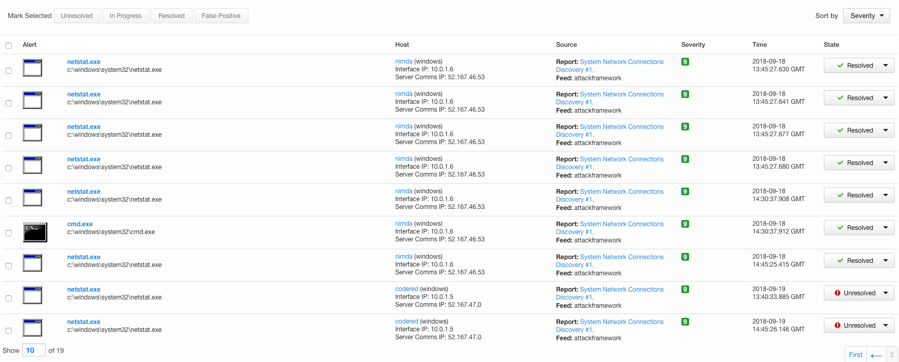 Mark Selected Unresolved In Progress Resolved False Positive Sort by Severity
Alert Host Source Severity Time State
netstat.exe nimda (windows) Report: System Network Connections 9 2018-09-18 Resolved
c:\windows\system32\netstat.exe Interface IP: 10.0.1.6 Discovery #1, 13:45:27.630 GMT
Server Comms IP: 52.167.46.53 Feed: attackframework
netstat.exe nimda (windows) Report: System Network Connections 9 2018-09-18 Resolved
c:\windows\system32\netstat.exe Interface IP: 10.0.1.6 Discovery #1, 13:45:27.641 GMT
Server Comms IP: 52.167.46.53 Feed: attackframework
netstat.exe nimda (windows) Report: System Network Connections 9 2018-09-18 Resolved
c:\windows\system32\netstat.exe Interface IP: 10.0.1.6 Discovery #1, 13:45:27.677 GMT
Server Comms IP: 52.167.46.53 Feed: attackframework
netstat.exe nimda (windows) Report: System Network Connections 9 2018-09-18 Resolved
c:\windows\system32\netstat.exe Interface IP: 10.0.1.6 Discovery #1, 13:45:27.680 GMT
Server Comms IP: 52.167.46.53 Feed: attackframework
netstat.exe nimda (windows) Report: System Network Connections 9 2018-09-18 Resolved
c:\windows\system32\netstat.exe Interface IP: 10.0.1.6 Discovery #1, 14:30:37.908 GMT
Server Comms IP: 52.167.46.53 Feed: attackframework
cmd.exe nimda (windows) Report: System Network Connections 9 2018-09-18 Resolved
c:\windows\system32\cmd.exe Interface IP: 10.0.1.6 Discovery #1, 14:30:37.912 GMT
Server Comms IP: 52.167.46.53 Feed: attackframework
netstat.exe nimda (windows) Report: System Network Connections 9 2018-09-18 Resolved
c:\windows\system32\netstat.exe Interface IP: 10.0.1.6 Discovery #1, 14:45:25.415 GMT
Server Comms IP: 52.167.46.53 Feed: attackframework
netstat.exe codered (windows) Report: System Network Connections 9 2018-09-19 Unresolved
c:\windows\system32\netstat.exe Interface IP: 10.0.1.5 Discovery #1, 13:40:33.885 GMT
Server Comms IP: 52.167.47.0 Feed: attackframework
netstat.exe codered (windows) Report: System Network Connections 9 2018-09-19 Unresolved
c:\windows\system32\netstat.exe Interface IP: 10.0.1.5 Discovery #1, 14:45:26.146 GMT
Server Comms IP: 52.167.47.0 Feed: attackframework
Show 10 of 19 First 2